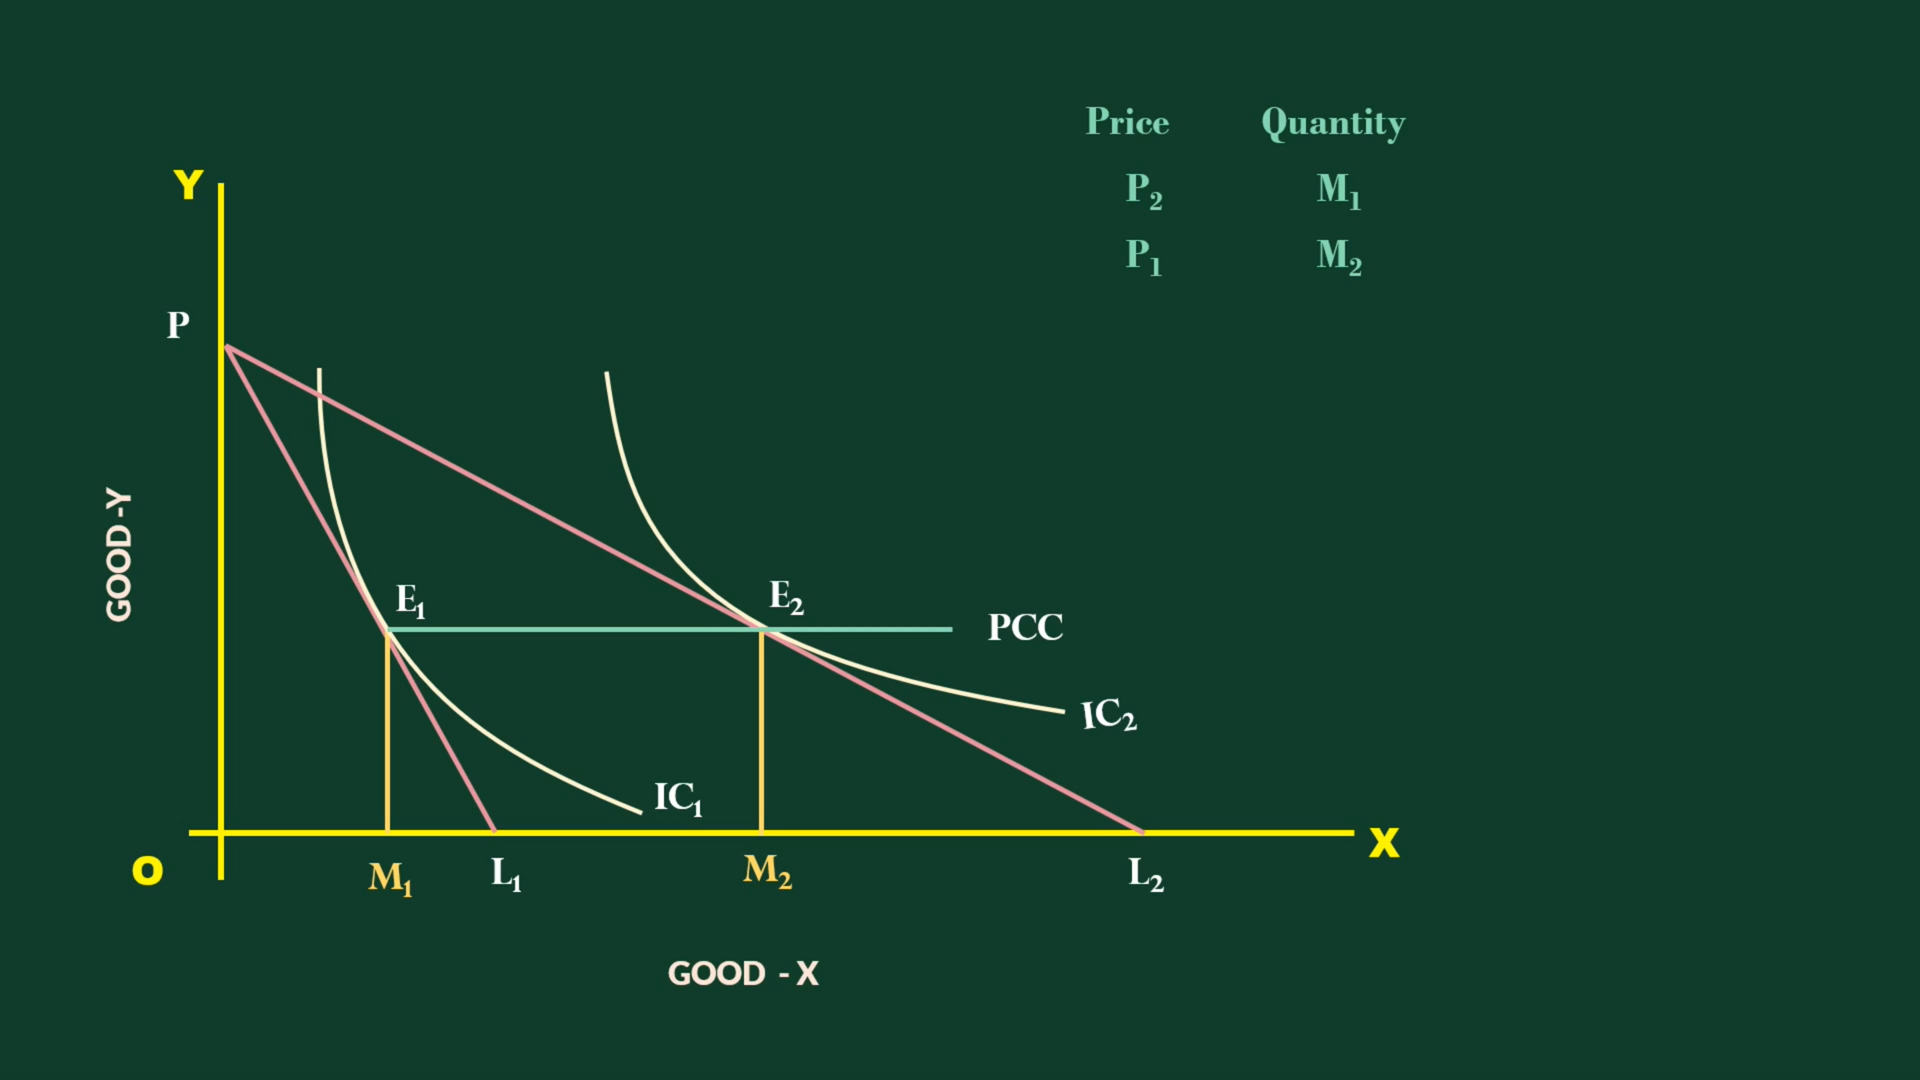 Price Quantity
P2 M1
P1 M2
Y
P
GOOD -Y
E1
E2
PCC
IC2
IC1
X
O
M1
L1
M2
L2
GOOD - X